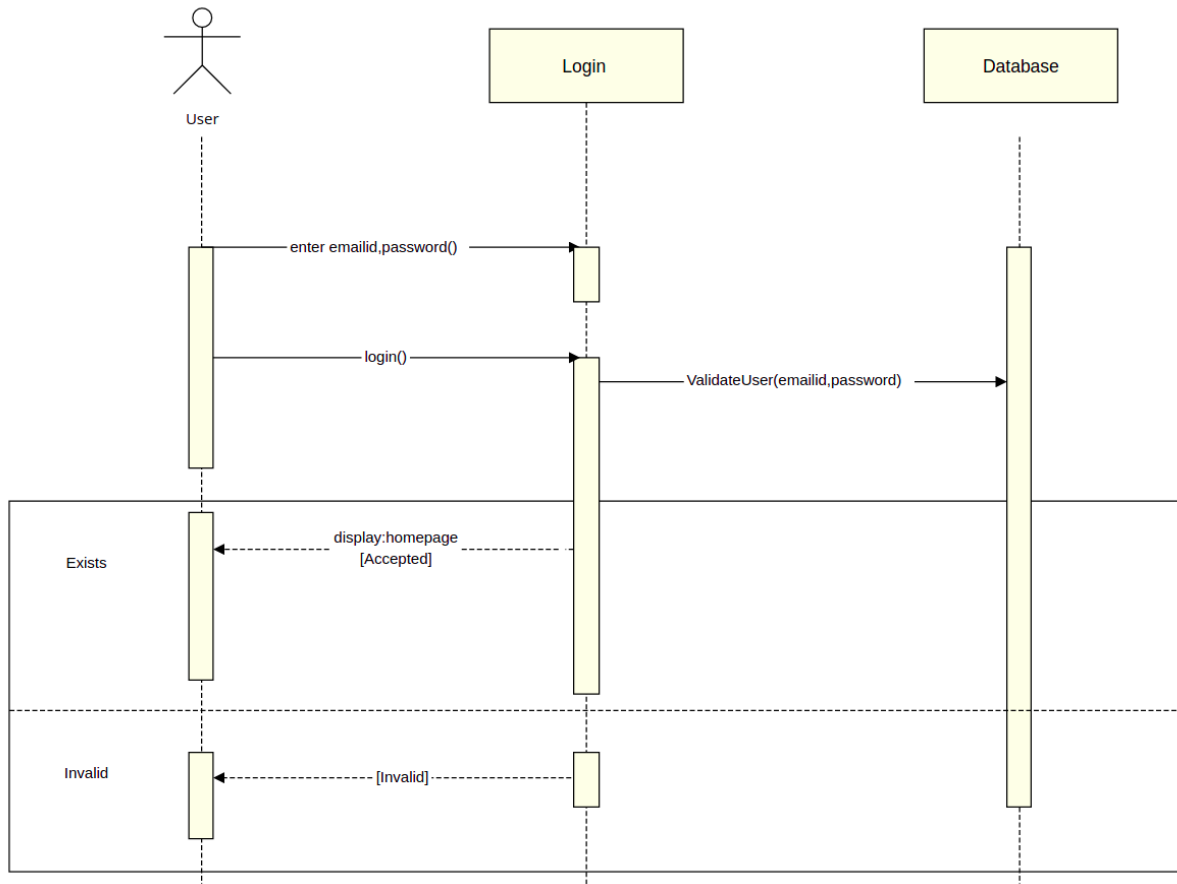 User
Login
Database
enter emailid,password()
login()
ValidateUser(emailid,password)
display:homepage
[Accepted]
Exists
Invalid
[Invalid]